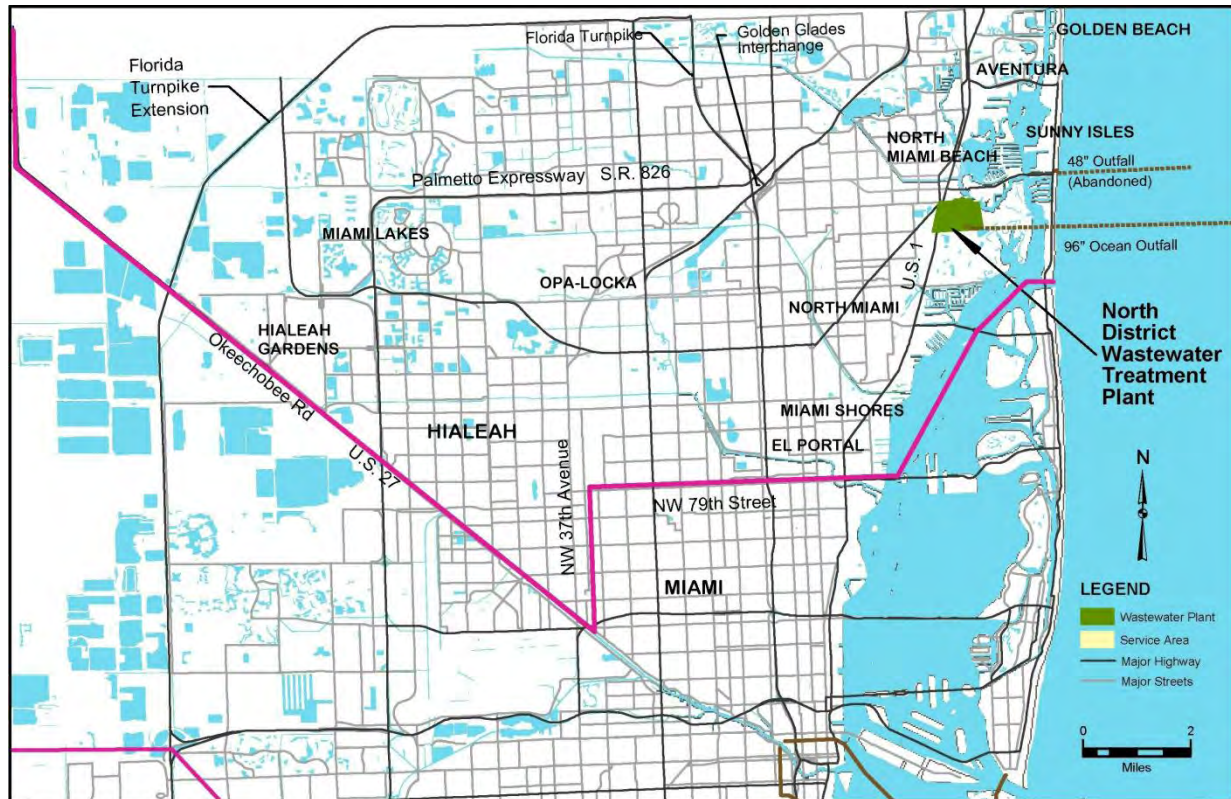 GOLDEN BEACH
Florida Turnpike
Golden Glades
Interchange
AVENTURA
Florida
Turnpike
Extension
SUNNY ISLES
NORTH
MIAMI BEACH
48" Outfall
(Abandoned)
Palmetto Expressway S.R. 826
MIAMI LAKES
96" Ocean Outfall
U.S. 1
OPA-LOCKA
NORTH MIAMI
North
District
Wastewater
Treatment
Plant
HIALEAH
GARDENS
Okeechobee Rd
U.S. 27
MIAMI SHORES
HIALEAH
EL PORTAL
NW 37th Avenue
NW 79th Street
N
MIAMI
LEGEND
Wastewater Plant
Service Area
Major Highway
Major Streets
0 2
Miles